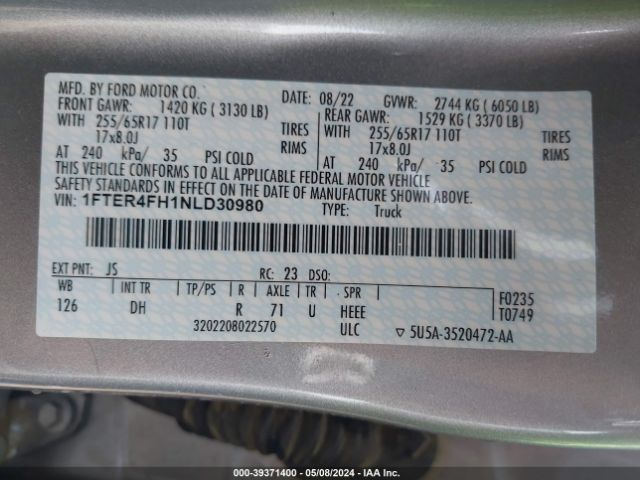 MFD. BY FORD MOTOR CO.
DATE: 08/22 GVWR: 2744 KG ( 6050 LB)
FRONT GAWR: 1420 KG ( 3130 LB) REAR GAWR: 1529 KG ( 3370 LB)
WITH 255/65R17 110T TIRES WITH 255/65R17 110T TIRES
17x8.0J RIMS 17x8.0J RIMS
AT 240 kPa/ 35 PSI COLD AT 240 kPa/ 35 PSI COLD
THIS VEHICLE CONFORMS TO ALL APPLICABLE FEDERAL MOTOR VEHICLE
SAFETY STANDARDS IN EFFECT ON THE DATE OF MANUFACTURE SHOWN ABOVE.
VIN: 1FTER4FH1NLD30980
TYPE: Truck
EXT PNT: JS RC: 23 DSO:
WB INT TR TP/PS R AXLE TR SPR F0235
126 DH R 71 U HEEE T0749
3202208022570 ULC ▽ 5U5A-3520472-AA
000-39371400 - 05/08/2024 - IAA Inc.